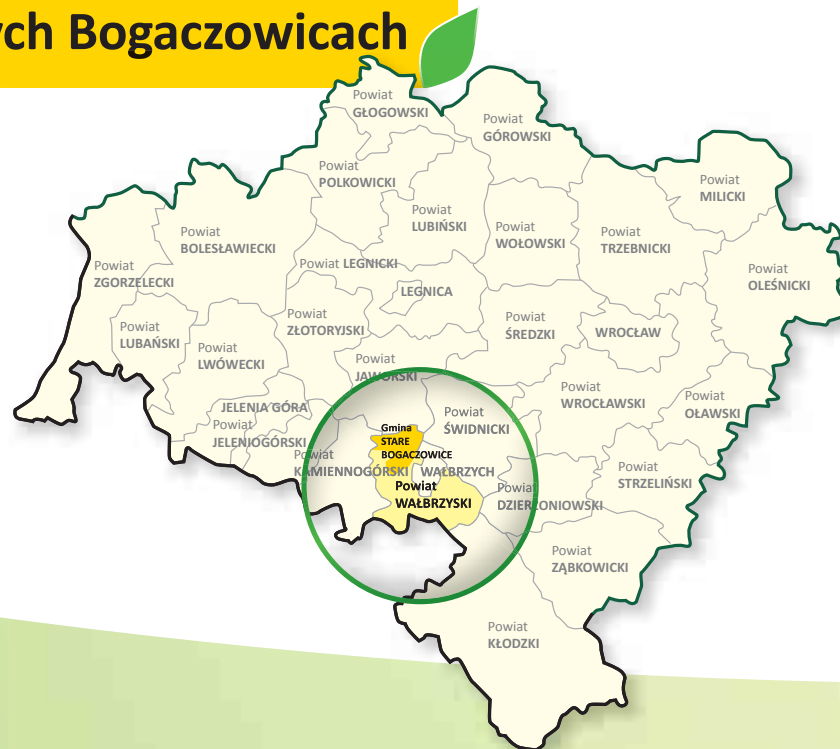 ych Bogaczowicach
Powiat
GŁOGOWSKI
Powiat
GÓROWSKI
Powiat
POLKOWICKI
Powiat
MILICKI
Powiat
LUBIŃSKI
Powiat
WOŁOWSKI
Powiat
TRZEBNICKI
Powiat
BOLESŁAWIECKI
Powiat LEGNICKI
Powiat
ZGORZELECKI
Powiat
OLEŚNICKI
LEGNICA
Powiat
ZŁOTORYJSKI
Powiat
ŚREDZKI
WROCŁAW
Powiat
LUBAŃSKI
Powiat
LWÓWECKI
Powiat
JAWORSKI
Powiat
WROCŁAWSKI
Powiat
OŁAWSKI
JELENIA GÓRA
Powiat
JELENIOGÓRSKI
Powiat
ŚWIDNICKI
Gmina
STARE
BOGACZOWICE
Powiat
KAMIENNOGÓRSKI
WAŁBRZYCH
Powiat
WAŁBRZYSKI
Powiat
DZIERŻONIOWSKI
Powiat
STRZELIŃSKI
Powiat
ZĄBKOWICKI
Powiat
KŁODZKI